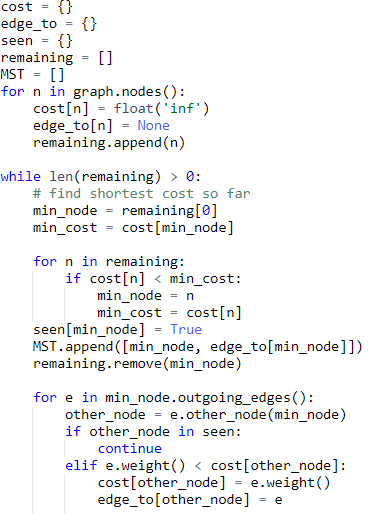 cost = {}
edge_to = {}
seen = {}
remaining = []
MST = []
for n in graph.nodes():
    cost[n] = float('inf')
    edge_to[n] = None
    remaining.append(n)

while len(remaining) > 0:
    # find shortest cost so far
    min_node = remaining[0]
    min_cost = cost[min_node]

    for n in remaining:
        if cost[n] < min_cost:
            min_node = n
            min_cost = cost[n]
    seen[min_node] = True
    MST.append([min_node, edge_to[min_node]])
    remaining.remove(min_node)

    for e in min_node.outgoing_edges():
        other_node = e.other_node(min_node)
        if other_node in seen:
            continue
        elif e.weight() < cost[other_node]:
            cost[other_node] = e.weight()
            edge_to[other_node] = e